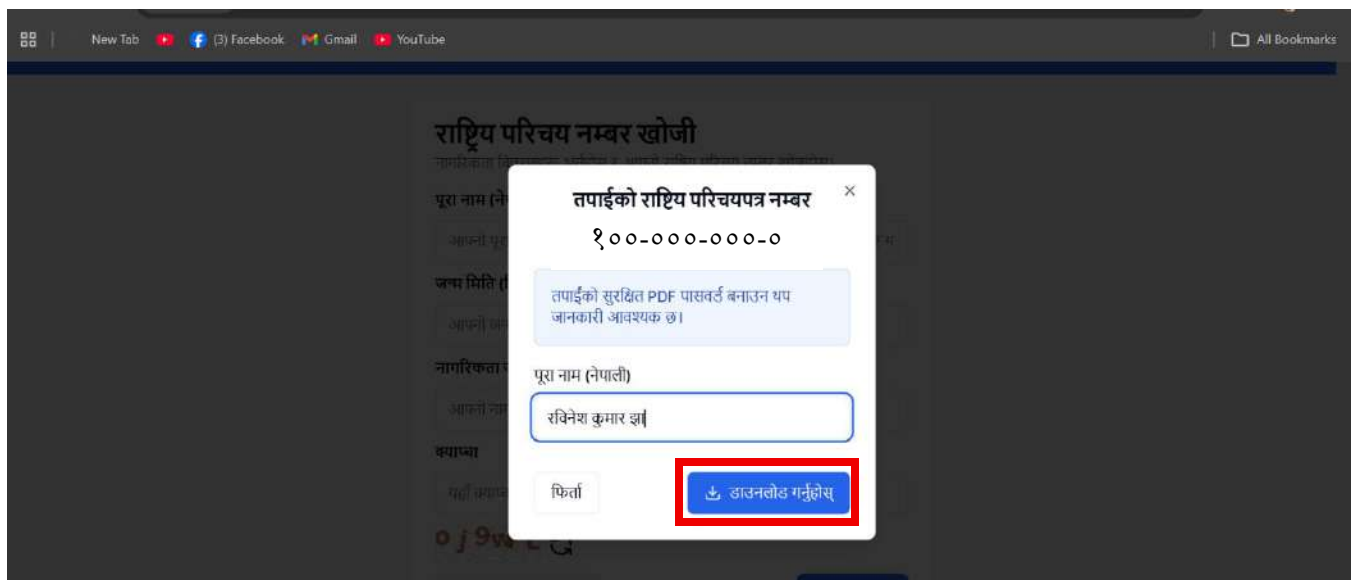 New Tab (3) Facebook Gmail YouTube All Bookmarks
राष्ट्रिय परिचय नम्बर खोजी
पूरा नाम (ने
जन्म मिति (
नागरिकता
क्याप्चा
तपाईको राष्टिय परिचयपत्र नम्बर ×
१००-०००-०००-०
तपाईंको सुरक्षित PDF पासवर्ड बनाउन थप
जानकारी आवश्यक छ।
पूरा नाम (नेपाली)
रविनेश कुमार झा
फिर्ता डाउनलोड गर्नुहोस्